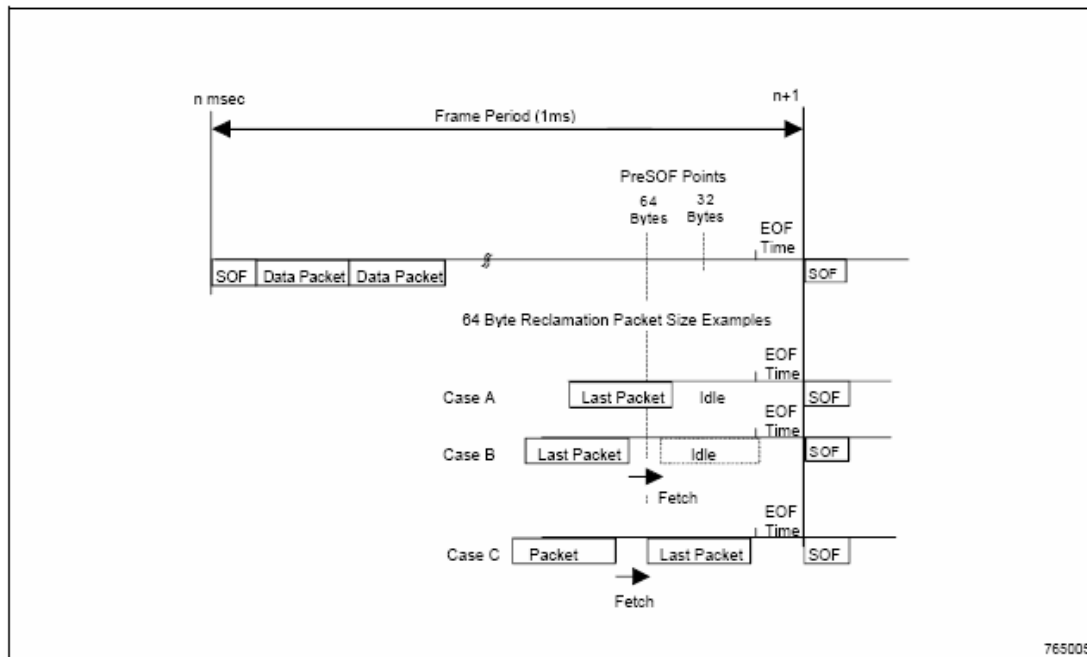 n msec
n+1
Frame Period (1ms)
PreSOF Points
64
Bytes
32
Bytes
EOF
Time
SOF
Data Packet
Data Packet
SOF
64 Byte Reclamation Packet Size Examples
EOF
Time
Case A
Last Packet
Idle
SOF
EOF
Time
Case B
Last Packet
Idle
SOF
Fetch
EOF
Time
Case C
Packet
Last Packet
SOF
Fetch